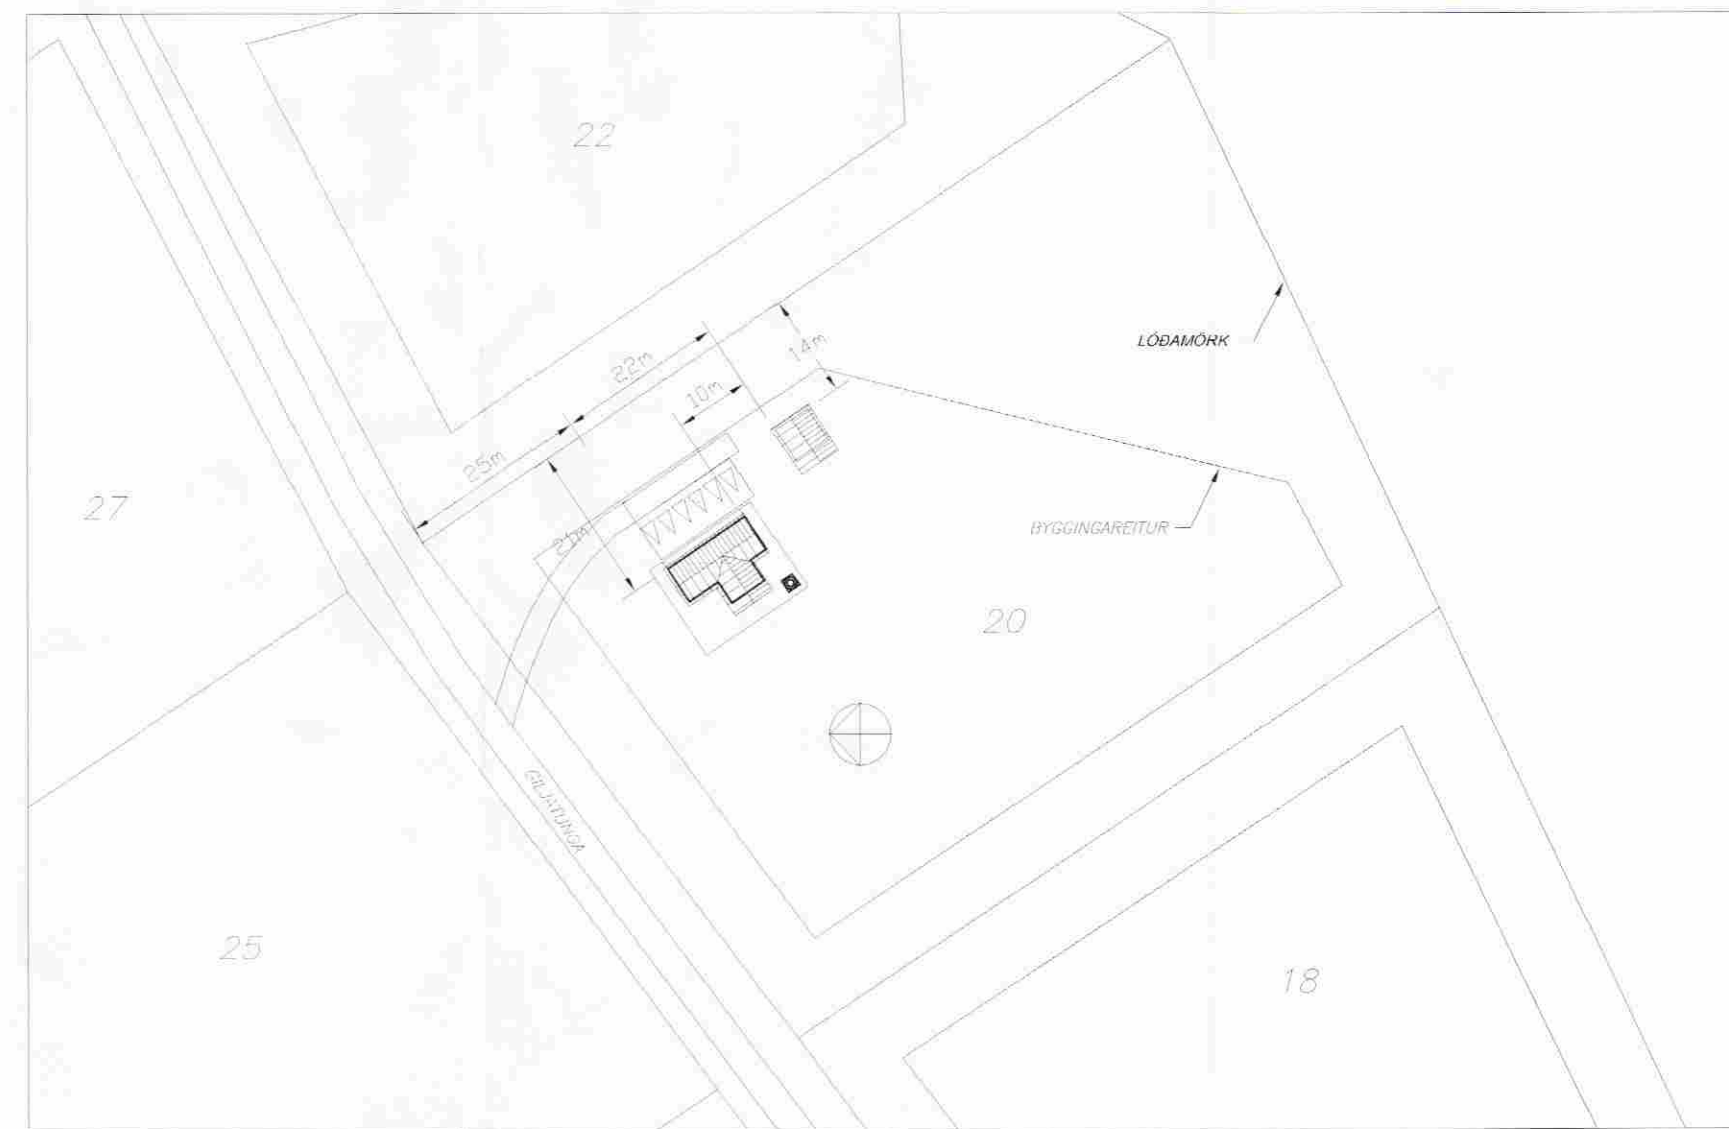 22
LÓÐAMÖRK
14m
22m
10m
25m
27
BYGGINGAREITUR
21m
20
GILJATUNGA
25
18